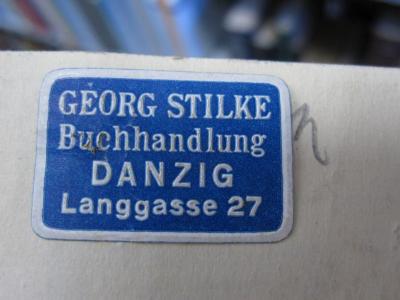 GEORG STILKE
Buchhandlung
DANZIG
Langgasse 27